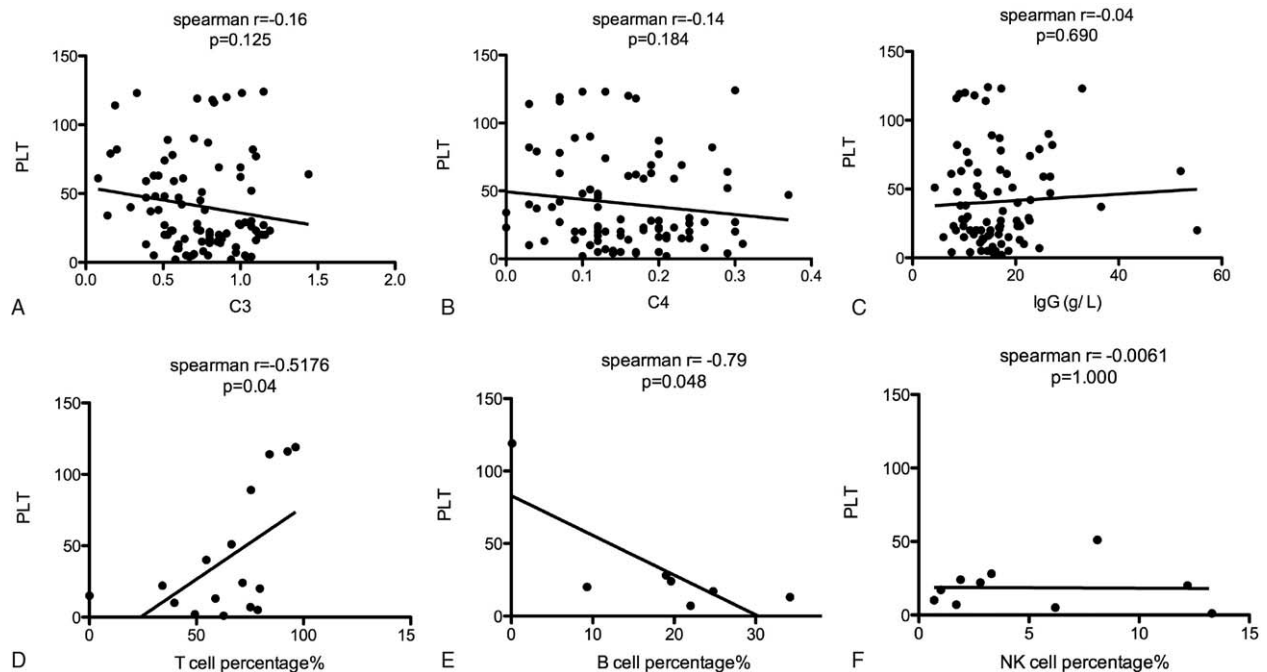 spearman r=-0.16
p=0.125
150
100
50
0
PLT
0.0 0.5 1.0 1.5 2.0
C3
A
spearman r=-0.14
p=0.184
150
100
50
0
PLT
0.0 0.1 0.2 0.3 0.4
C4
B
spearman r=-0.04
p=0.690
150
100
50
0
PLT
0 20 40 60
IgG (g/ L)
C
spearman r=-0.5176
p=0.04
150
100
50
0
PLT
0 50 100 15
T cell percentage%
D
spearman r= -0.79
p=0.048
150
100
50
0
PLT
0 10 20 30
B cell percentage%
E
spearman r= -0.0061
p=1.000
150
100
50
0
PLT
0 5 10 15
NK cell percentage%
F